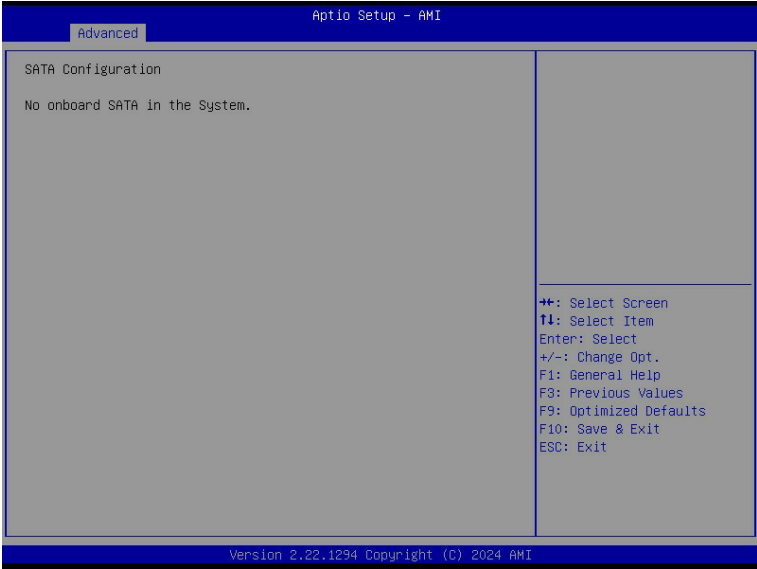 Aptio Setup – AMI
Advanced
SATA Configuration
No onboard SATA in the System.
→←: Select Screen
↑↓: Select Item
Enter: Select
+/-: Change Opt.
F1: General Help
F3: Previous Values
F9: Optimized Defaults
F10: Save & Exit
ESC: Exit
Version 2.22.1294 Copyright (C) 2024 AMI